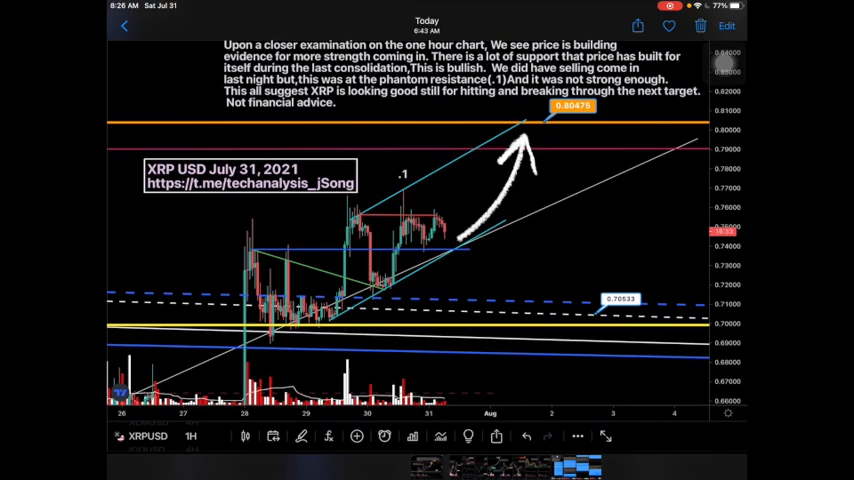 8:26 AM Sat Jul 31
77%
Today
6:43 AM
Edit
Upon a closer examination on the one hour chart, We see price is building
evidence for more strength coming in. There is a lot of support that price has built for
itself during the last consolidation,This is bullish. We did have selling come in
last night but,this was at the phantom resistance(.1)And it was not strong enough.
This all suggest XRP is looking good still for hitting and breaking through the next target.
Not financial advice.
0.84000
0.82000
0.81000
0.80475
0.80000
0.79000
0.78000
XRP USD July 31, 2021
https://t.me/techanalysis_jSong
.1
0.77000
0.76000
0.75000
16:33
0.74000
0.73000
0.72000
0.71000
0.70533
0.70000
0.69000
0.68000
0.67000
0.66000
26 27 28 29 30 31 Aug 2 3 4
XRPUSD 1H